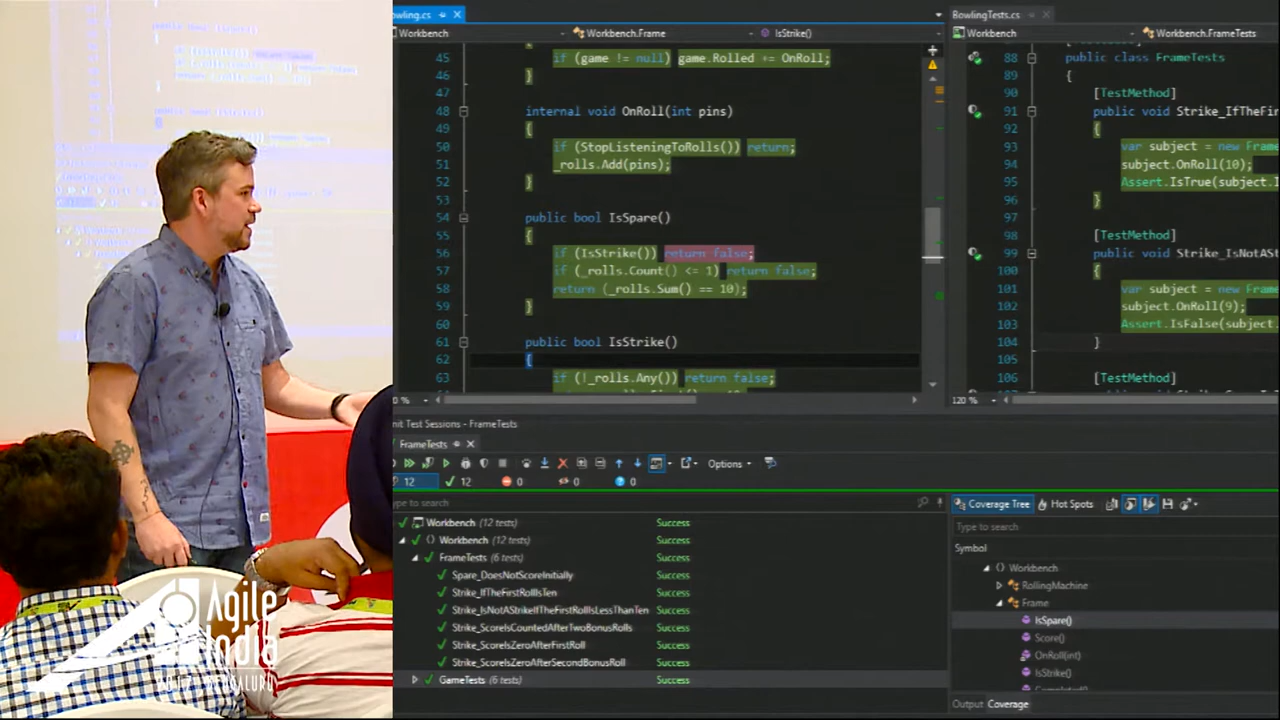 Bowling.cs
Workbench
Workbench.Frame
IsStrike()
45 if (game != null) game.Rolled += OnRoll;
46 }
47
48 internal void OnRoll(int pins)
49 {
50 if (StopListeningToRolls()) return;
51 _rolls.Add(pins);
52 }
53
54 public bool IsSpare()
55 {
56 if (IsStrike()) return false;
57 if (_rolls.Count() <= 1) return false;
58 return (_rolls.Sum() == 10);
59 }
60
61 public bool IsStrike()
62 {
63 if (!_rolls.Any()) return false;
BowlingTests.cs
Workbench
Workbench.FrameTests
88 public class FrameTests
89 {
90 [TestMethod]
91 public void Strike_IfTheFir
92 {
93 var subject = new Frame
94 subject.OnRoll(10);
95 Assert.IsTrue(subject.I
96 }
97
98 [TestMethod]
99 public void Strike_IsNotASt
100 {
101 var subject = new Frame
102 subject.OnRoll(9);
103 Assert.IsFalse(subject.
104 }
105
106 [TestMethod]
120 %
nit Test Sessions - FrameTests
FrameTests
Options
12 12 0 0 0
ype to search
Workbench (12 tests) Success
Workbench (12 tests) Success
FrameTests (6 tests) Success
Spare_DoesNotScoreInitially Success
Strike_IfTheFirstRollIsTen Success
Strike_IsNotAStrikeIfTheFirstRollIsLessThanTen Success
Strike_ScoreIsCountedAfterTwoBonusRolls Success
Strike_ScoreIsZeroAfterFirstRoll Success
Strike_ScoreIsZeroAfterSecondBonusRoll Success
GameTests (6 tests) Success
Coverage Tree Hot Spots
Type to search
Symbol
Workbench
RollingMachine
Frame
IsSpare()
Score()
OnRoll(int)
IsStrike()
Output Coverage
Agile
India
2017 BENGALURU